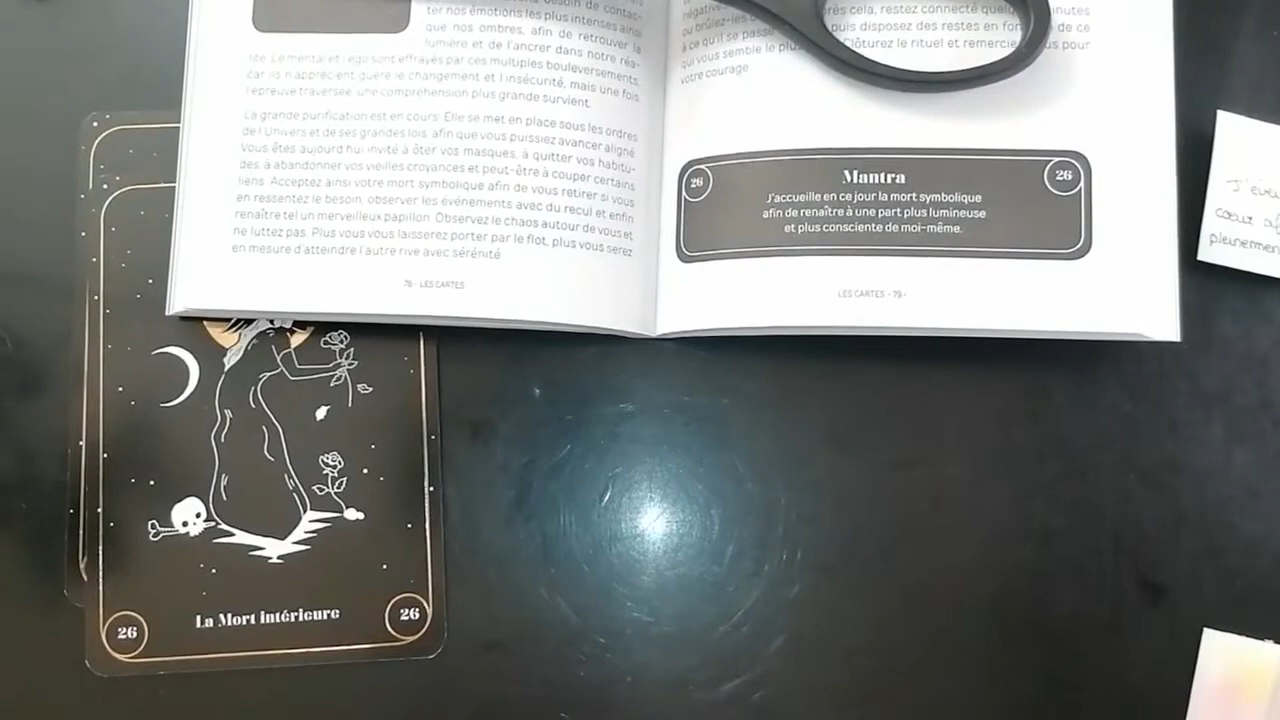 besoin de contac-
ter nos émotions les plus intenses ainsi
que nos ombres, afin de retrouver la
lumière et de l'ancrer dans notre réa-
lité. Le mental et l'ego sont effrayés par ces multiples bouleversements,
car ils n'apprécient guère le changement et l'insécurité, mais une fois
l'épreuve traversée, une compréhension plus grande survient.
La grande purification est en cours. Elle se met en place sous les ordres
de l'Univers et de ses grandes lois, afin que vous puissiez avancer aligné.
Vous êtes aujourd'hui invité à ôter vos masques, à quitter vos habitu-
des, à abandonner vos vieilles croyances et peut-être à couper certains
liens. Acceptez ainsi votre mort symbolique afin de vous retirer si vous
en ressentez le besoin, observer les événements avec du recul et enfin
renaître tel un merveilleux papillon. Observez le chaos autour de vous et
ne luttez pas. Plus vous vous laisserez porter par le flot, plus vous serez
en mesure d'atteindre l'autre rive avec sérénité.
78 - LES CARTES
négatives
ou brûlez-les cela, restez connecté minutes
à ce qu'il se passe puis disposez des restes en de ce
qui vous semble le Clôturez le rituel et remercie pour
votre courage.
26
Mantra
26
J'accueille en ce jour la mort symbolique
afin de renaître à une part plus lumineuse
et plus consciente de moi-même.
LES CARTES - 79 -
cœur
26
La Mort intérieure
26